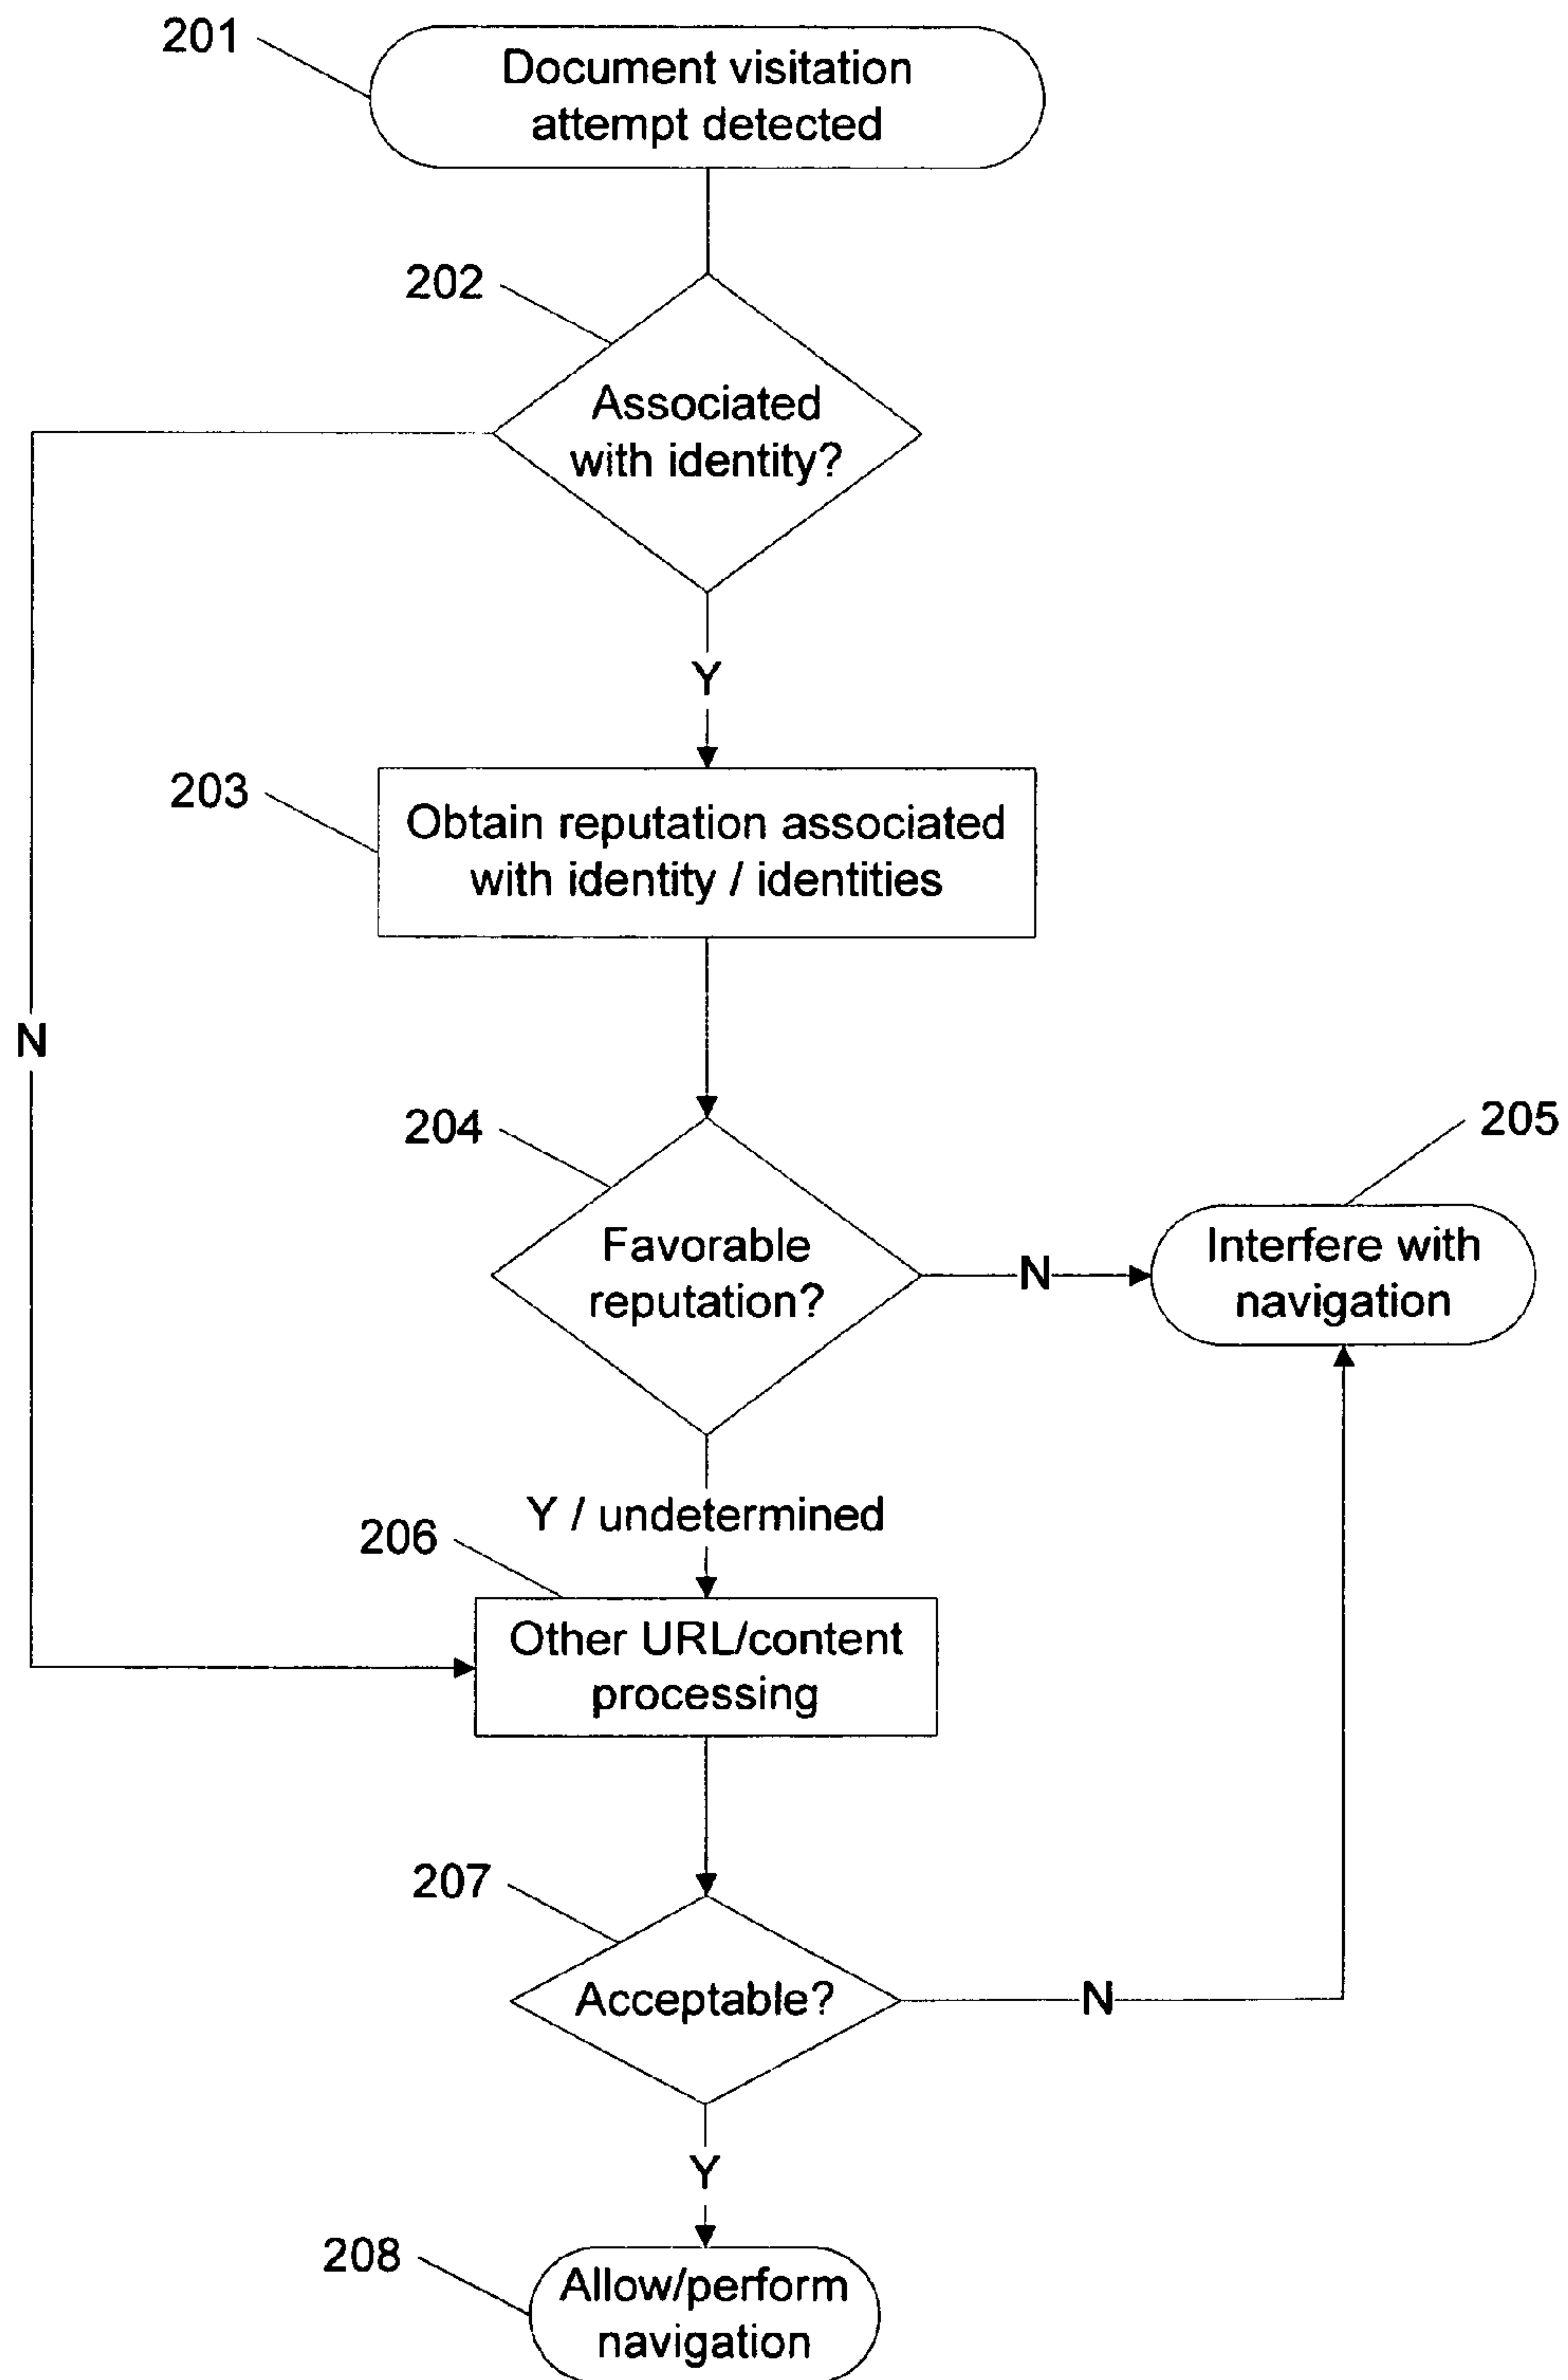 201
Document visitation
attempt detected
202
Associated
with identity?
Y
203
Obtain reputation associated
with identity / identities
N
204
205
Favorable
reputation?
N
Interfere with
navigation
Y / undetermined
206
Other URL/content
processing
207
Acceptable?
N
Y
208
Allow/perform
navigation